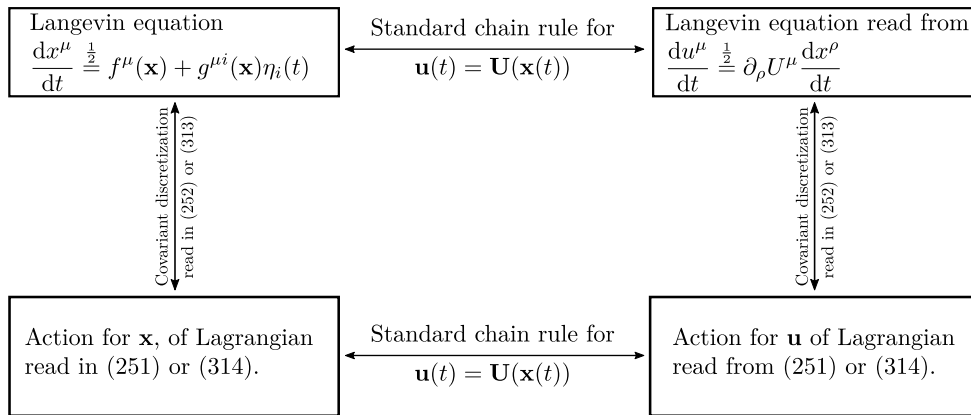 Langevin equation
dx^μ/dt ≐^{1/2} f^μ(𝐱) + g^{μi}(𝐱)η_i(t)
Standard chain rule for
𝐮(t) = 𝐔(𝐱(t))
Langevin equation read from
du^μ/dt ≐^{1/2} ∂_ρU^μ dx^ρ/dt
Covariant discretization
read in (252) or (313)
Covariant discretization
read in (252) or (313)
Action for 𝐱, of Lagrangian
read in (251) or (314).
Standard chain rule for
𝐮(t) = 𝐔(𝐱(t))
Action for 𝐮 of Lagrangian
read from (251) or (314).